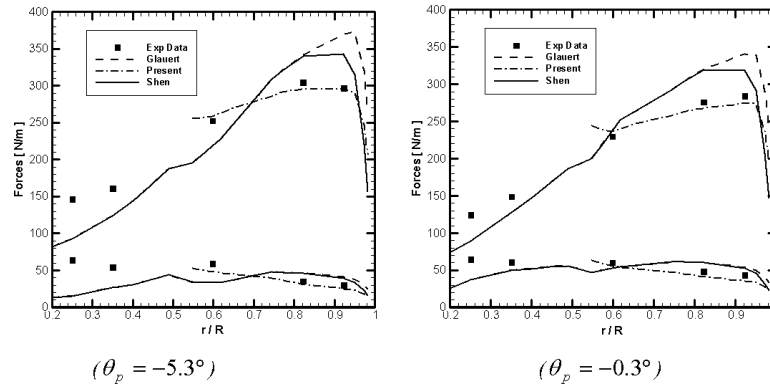 400
350
300
250
200
150
100
50
0
Forces [ N/m ]
0.2 0.3 0.4 0.5 0.6 0.7 0.8 0.9 1
r / R
Exp Data
Glauert
Present
Shen
(θp = −5.3°)
400
350
300
250
200
150
100
50
0
Forces [ N/m ]
0.2 0.3 0.4 0.5 0.6 0.7 0.8 0.9
r / R
Exp Data
Glauert
Present
Shen
(θp = −0.3°)